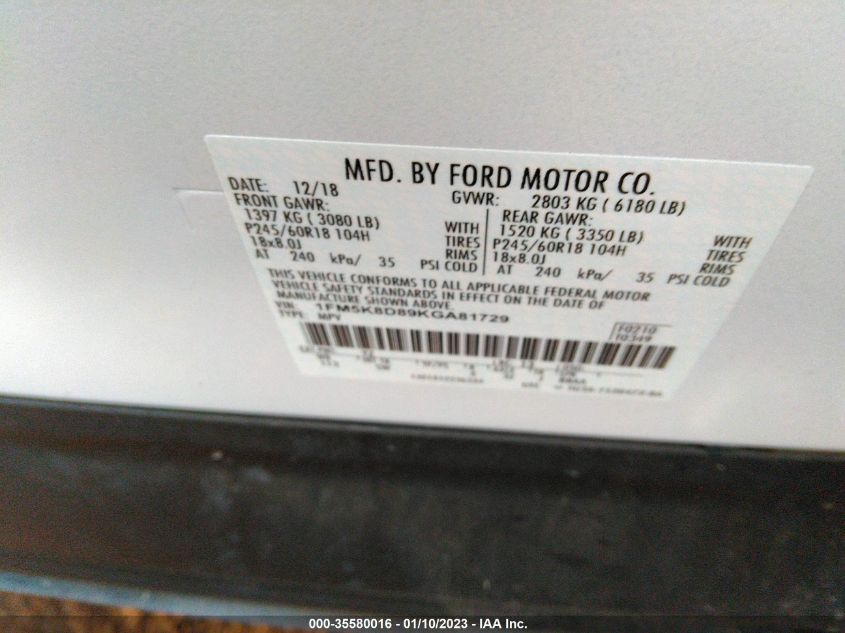 MFD. BY FORD MOTOR CO.
DATE: 12/18 GVWR: 2803 KG ( 6180 LB)
FRONT GAWR: REAR GAWR:
1397 KG ( 3080 LB) WITH 1520 KG ( 3350 LB) WITH
P245/60R18 104H TIRES P245/60R18 104H TIRES
18x8.0J RIMS 18x8.0J RIMS
AT 240 kPa/ 35 PSI COLD AT 240 kPa/ 35 PSI COLD
THIS VEHICLE CONFORMS TO ALL APPLICABLE FEDERAL MOTOR
VEHICLE SAFETY STANDARDS IN EFFECT ON THE DATE OF
MANUFACTURE SHOWN ABOVE.
VIN: 1FM5K8D89KGA81729
TYPE: MPV
F0210
T0349
000-35580016 - 01/10/2023 - IAA Inc.